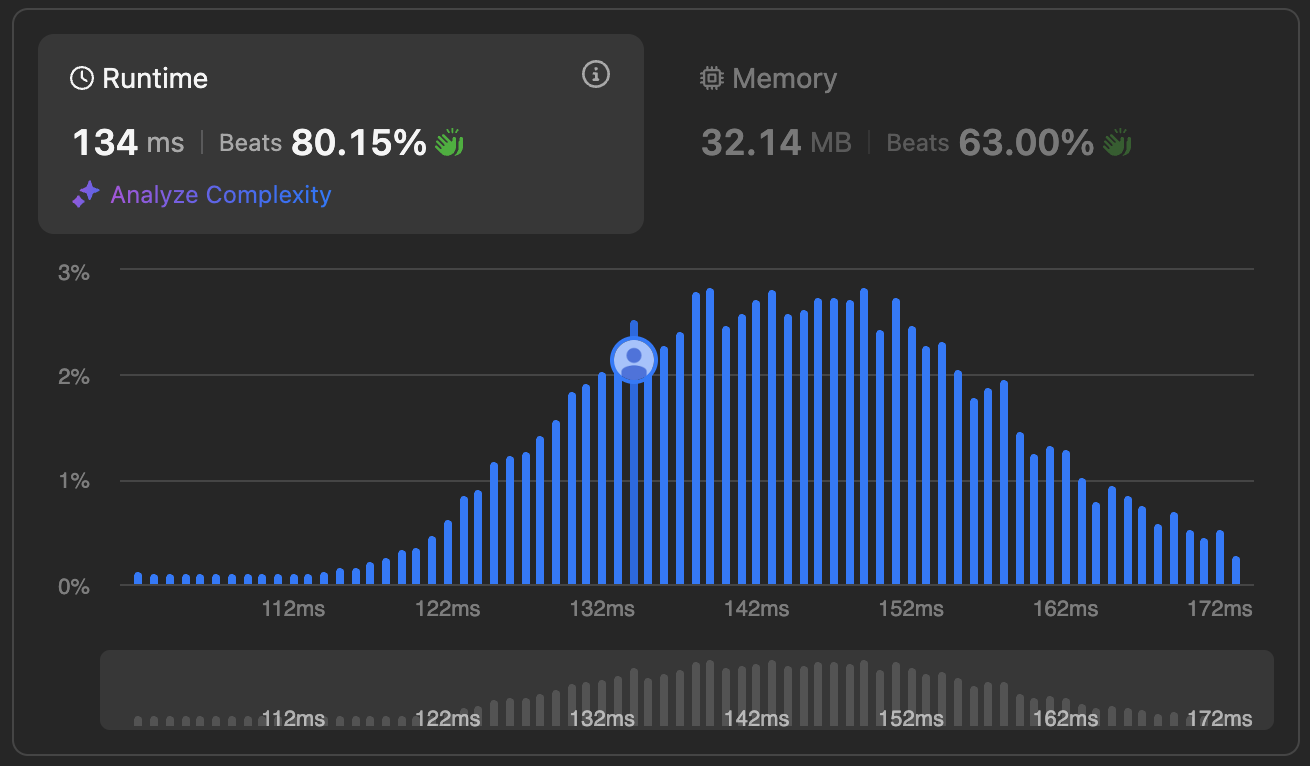 Runtime
134 ms | Beats 80.15%
Analyze Complexity
Memory
32.14 MB | Beats 63.00%
3%
2%
1%
0%
112ms 122ms 132ms 142ms 152ms 162ms 172ms
112ms 122ms 132ms 142ms 152ms 162ms 172ms